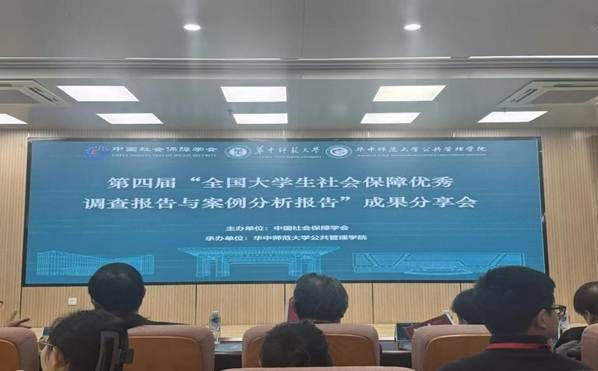 中国社会保障学会 华中师范大学 华中师范大学公共管理学院
第四届“全国大学生社会保障优秀
调查报告与案例分析报告”成果分享会
主办单位：中国社会保障学会
承办单位：华中师范大学公共管理学院